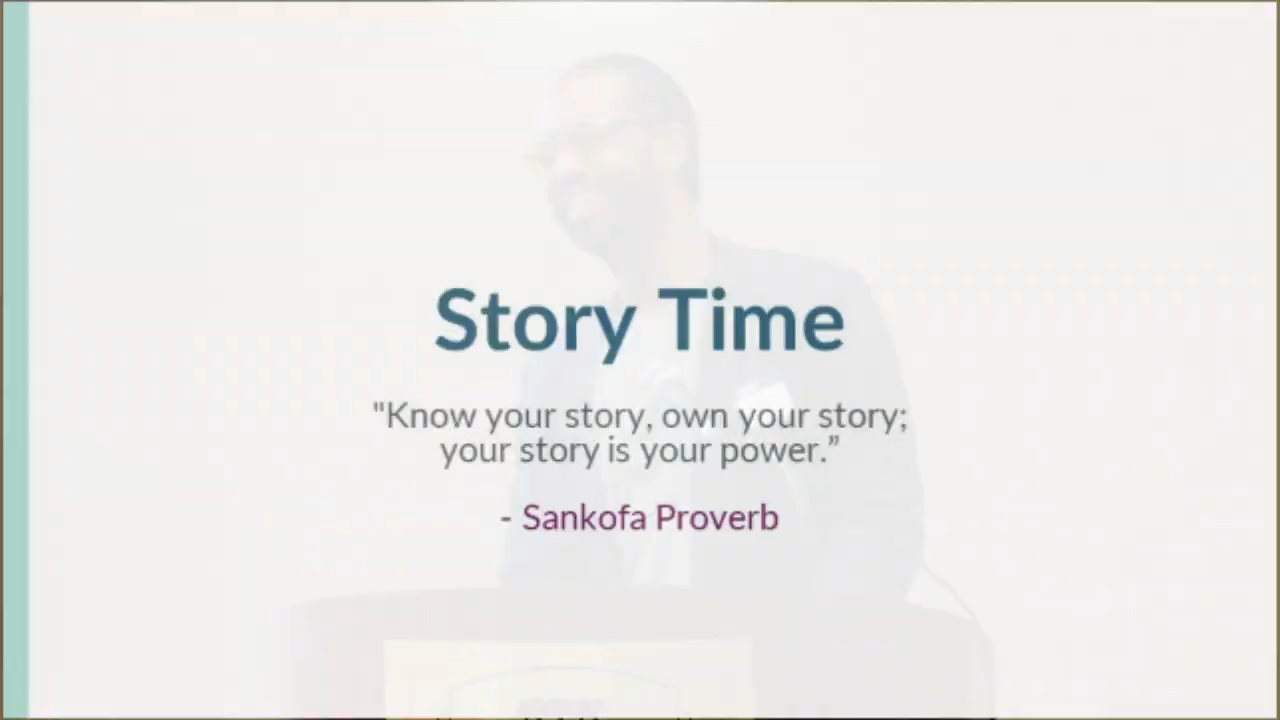 Story Time
"Know your story, own your story;
your story is your power.”
- Sankofa Proverb